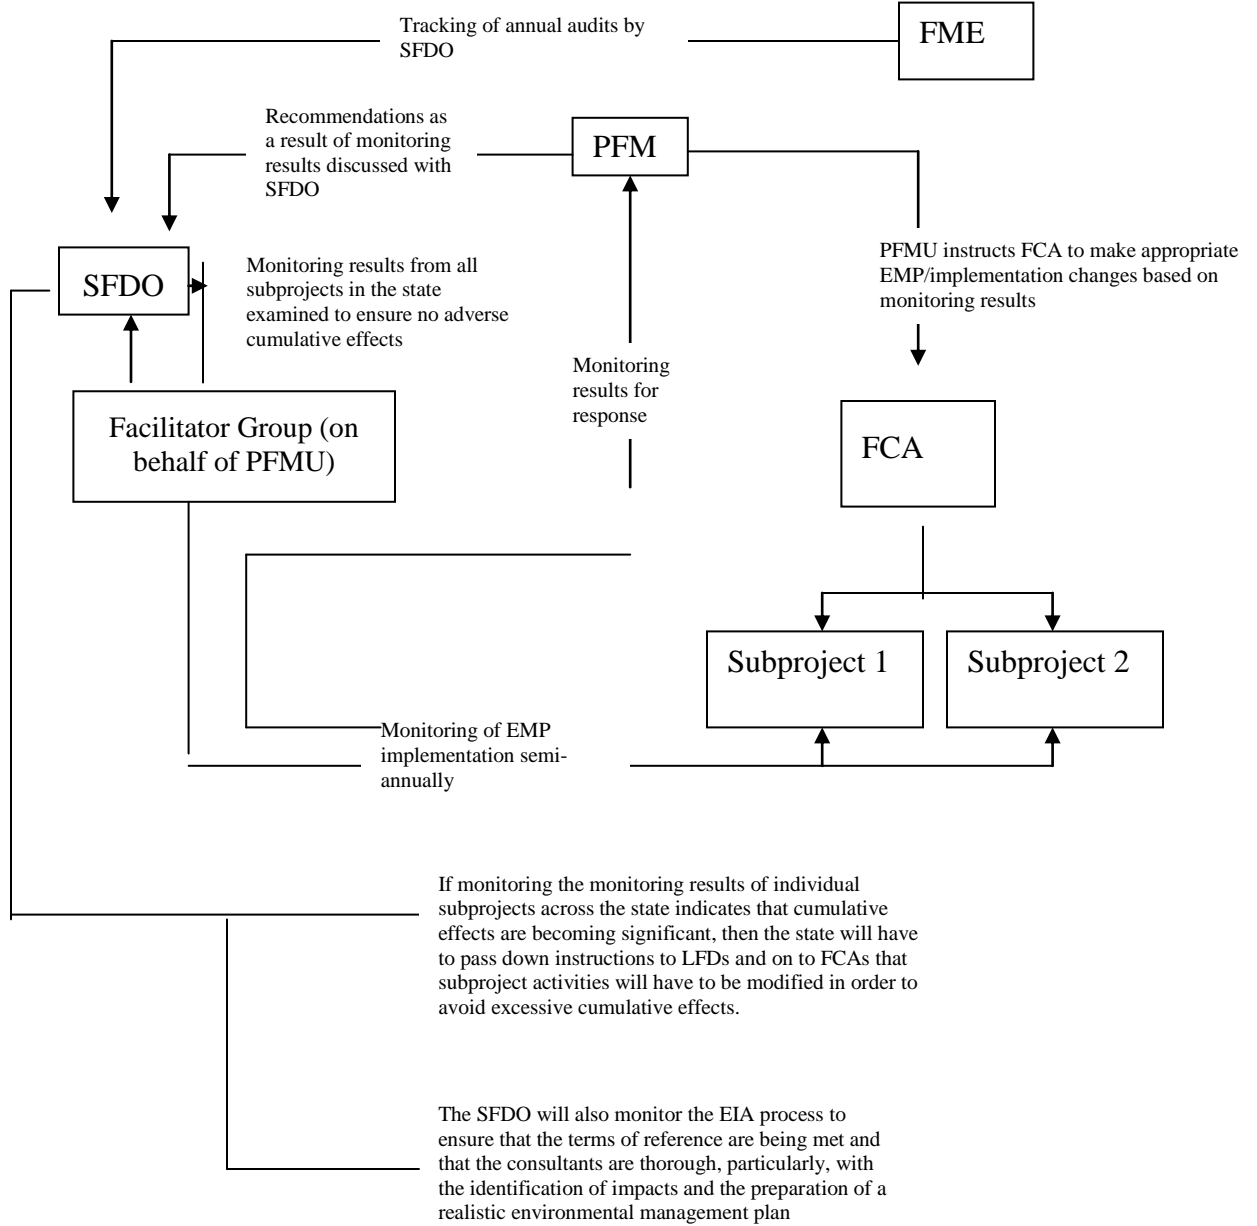 Tracking of annual audits by
SFDO
FME
Recommendations as
a result of monitoring
results discussed with
SFDO
PFM
PFMU instructs FCA to make appropriate
EMP/implementation changes based on
monitoring results
SFDO
Monitoring results from all
subprojects in the state
examined to ensure no adverse
cumulative effects
Monitoring
results for
response
Facilitator Group (on
behalf of PFMU)
FCA
Subproject 1
Subproject 2
Monitoring of EMP
implementation semi-
annually
If monitoring the monitoring results of individual
subprojects across the state indicates that cumulative
effects are becoming significant, then the state will have
to pass down instructions to LFDs and on to FCAs that
subproject activities will have to be modified in order to
avoid excessive cumulative effects.
The SFDO will also monitor the EIA process to
ensure that the terms of reference are being met and
that the consultants are thorough, particularly, with
the identification of impacts and the preparation of a
realistic environmental management plan